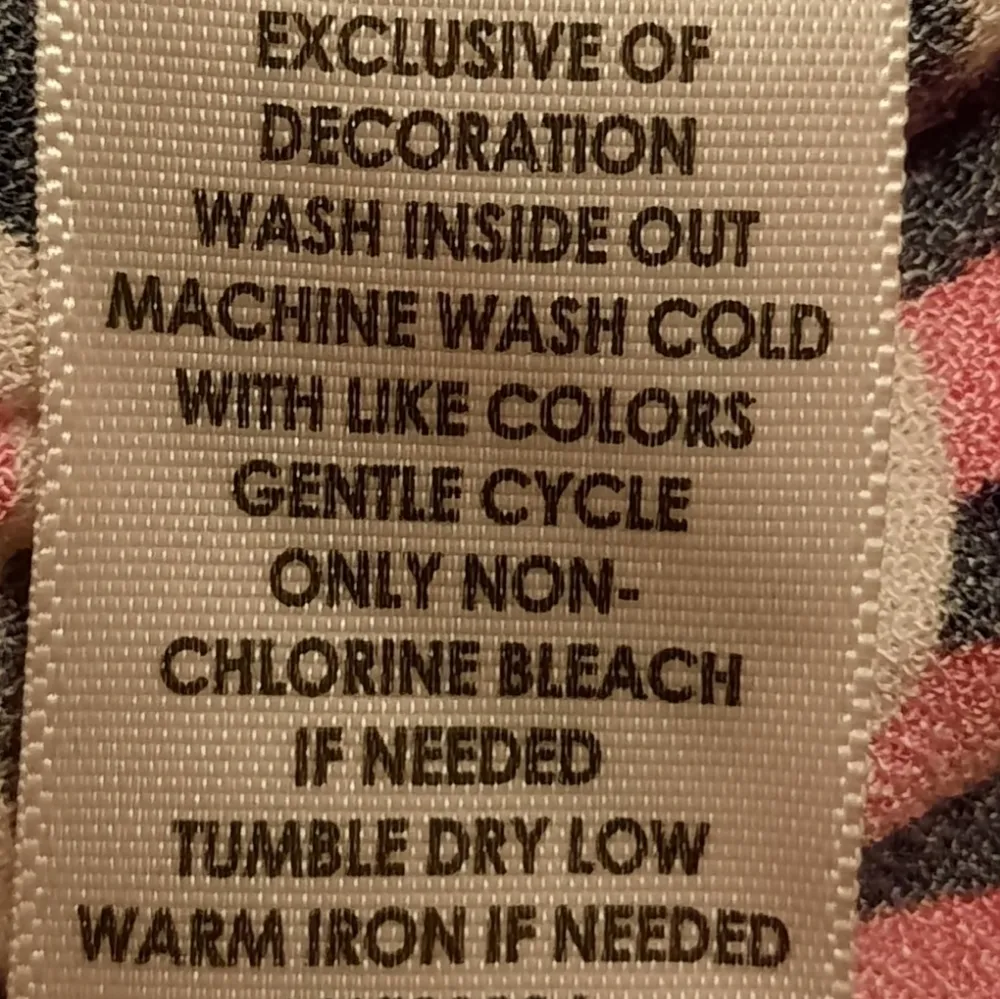 EXCLUSIVE OF
DECORATION
WASH INSIDE OUT
MACHINE WASH COLD
WITH LIKE COLORS
GENTLE CYCLE
ONLY NON-
CHLORINE BLEACH
IF NEEDED
TUMBLE DRY LOW
WARM IRON IF NEEDED